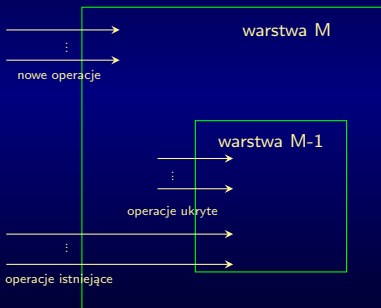 warstwa M
nowe operacje
warstwa M-1
operacje ukryte
operacje istniejące